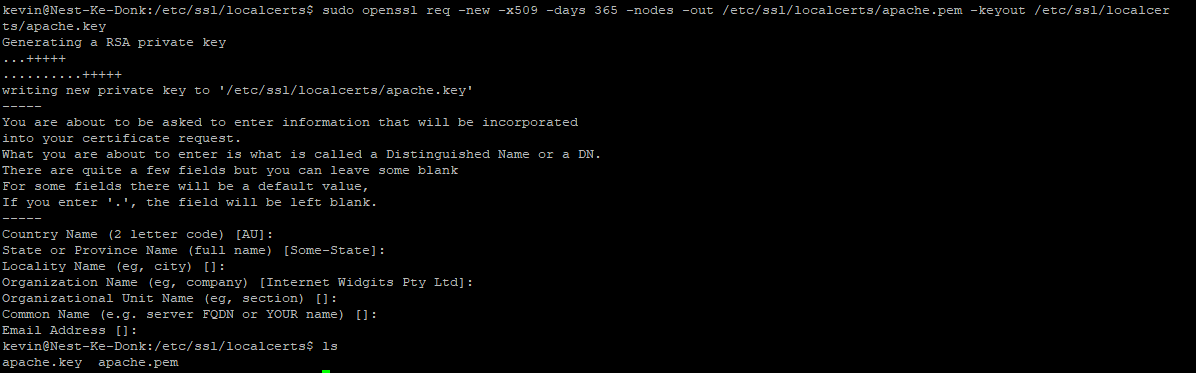 kevin@Nest-Ke-Donk:/etc/ssl/localcerts$ sudo openssl req -new -x509 -days 365 -nodes -out /etc/ssl/localcerts/apache.pem -keyout /etc/ssl/localcer
ts/apache.key
Generating a RSA private key
...+++++
..........+++++
writing new private key to '/etc/ssl/localcerts/apache.key'
-----
You are about to be asked to enter information that will be incorporated
into your certificate request.
What you are about to enter is what is called a Distinguished Name or a DN.
There are quite a few fields but you can leave some blank
For some fields there will be a default value,
If you enter '.', the field will be left blank.
-----
Country Name (2 letter code) [AU]:
State or Province Name (full name) [Some-State]:
Locality Name (eg, city) []:
Organization Name (eg, company) [Internet Widgits Pty Ltd]:
Organizational Unit Name (eg, section) []:
Common Name (e.g. server FQDN or YOUR name) []:
Email Address []:
kevin@Nest-Ke-Donk:/etc/ssl/localcerts$ ls
apache.key  apache.pem